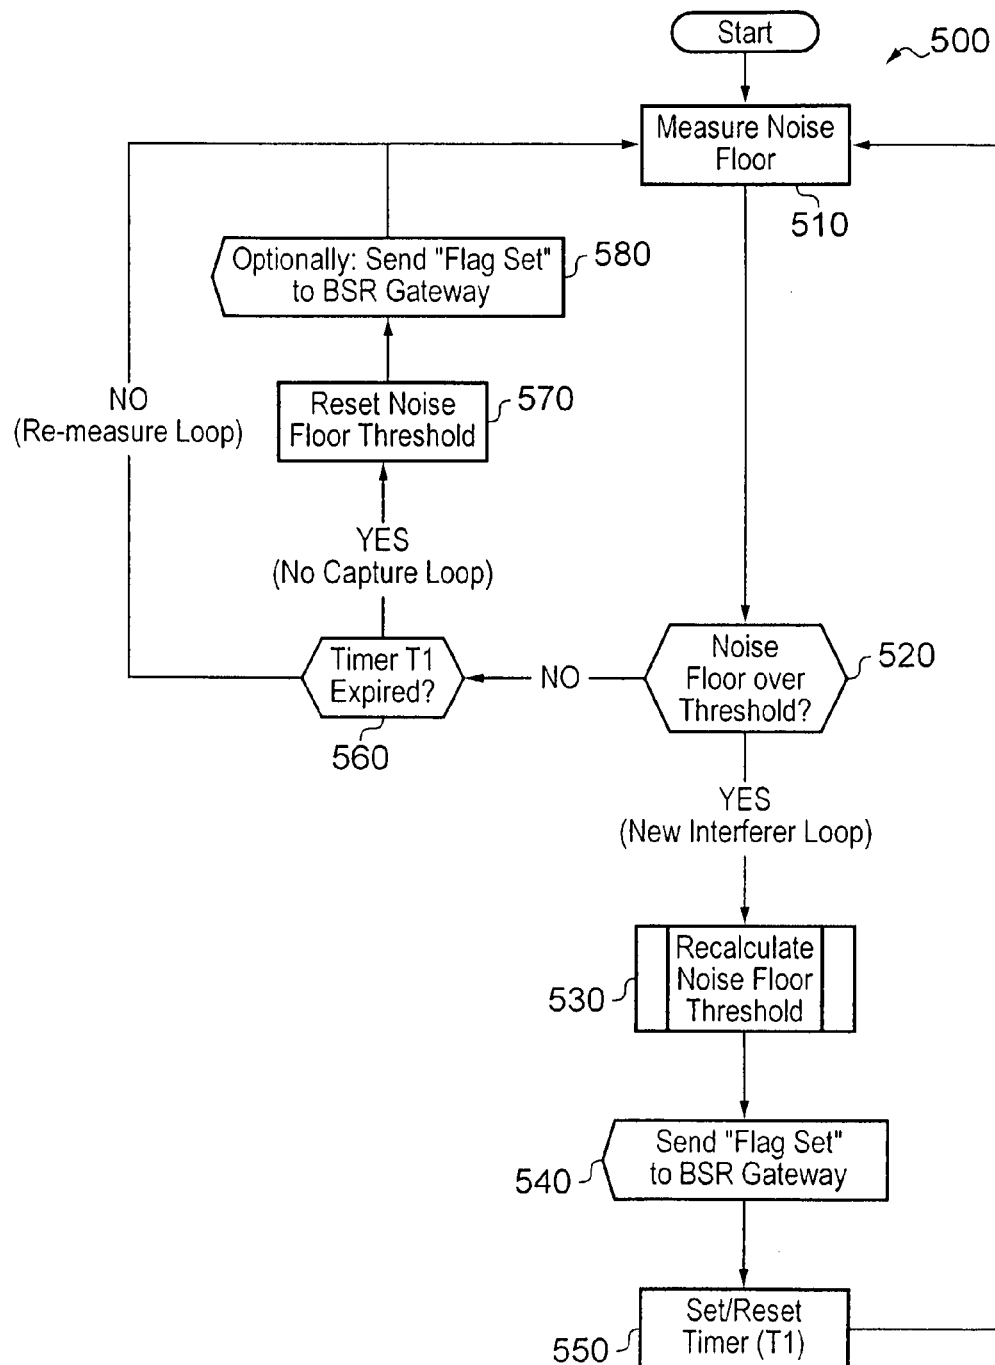 Start
500
Measure Noise
Floor
510
Optionally: Send "Flag Set"
to BSR Gateway
580
NO
(Re-measure Loop)
Reset Noise
Floor Threshold
570
YES
(No Capture Loop)
Timer T1
Expired?
560
NO
Noise
Floor over
Threshold?
520
YES
(New Interferer Loop)
Recalculate
Noise Floor
Threshold
530
Send "Flag Set"
to BSR Gateway
540
Set/Reset
Timer (T1)
550